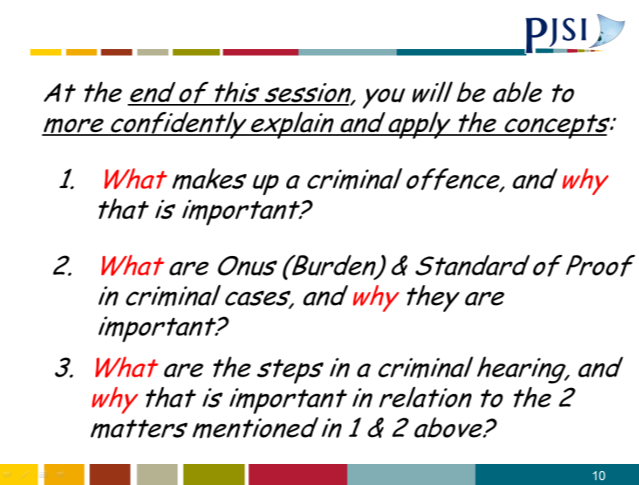 PJSI
At the end of this session, you will be able to
more confidently explain and apply the concepts:
1. What makes up a criminal offence, and why
that is important?
2. What are Onus (Burden) & Standard of Proof
in criminal cases, and why they are
important?
3. What are the steps in a criminal hearing, and
why that is important in relation to the 2
matters mentioned in 1 & 2 above?
10